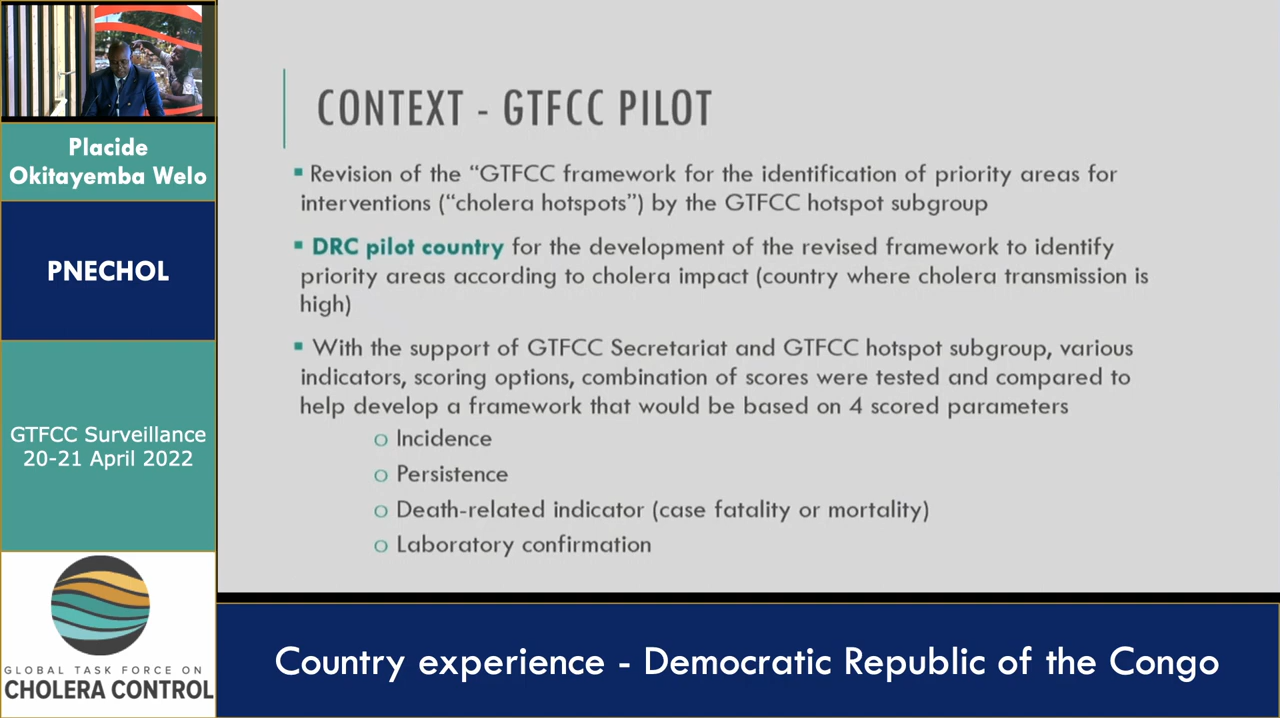 Placide
Okitayemba Welo
PNECHOL
GTFCC Surveillance
20-21 April 2022
GLOBAL TASK FORCE ON
CHOLERA CONTROL
CONTEXT - GTFCC PILOT
▪ Revision of the “GTFCC framework for the identification of priority areas for
interventions (“cholera hotspots”) by the GTFCC hotspot subgroup
▪ DRC pilot country for the development of the revised framework to identify
priority areas according to cholera impact (country where cholera transmission is
high)
▪ With the support of GTFCC Secretariat and GTFCC hotspot subgroup, various
indicators, scoring options, combination of scores were tested and compared to
help develop a framework that would be based on 4 scored parameters
o Incidence
o Persistence
o Death-related indicator (case fatality or mortality)
o Laboratory confirmation
Country experience - Democratic Republic of the Congo